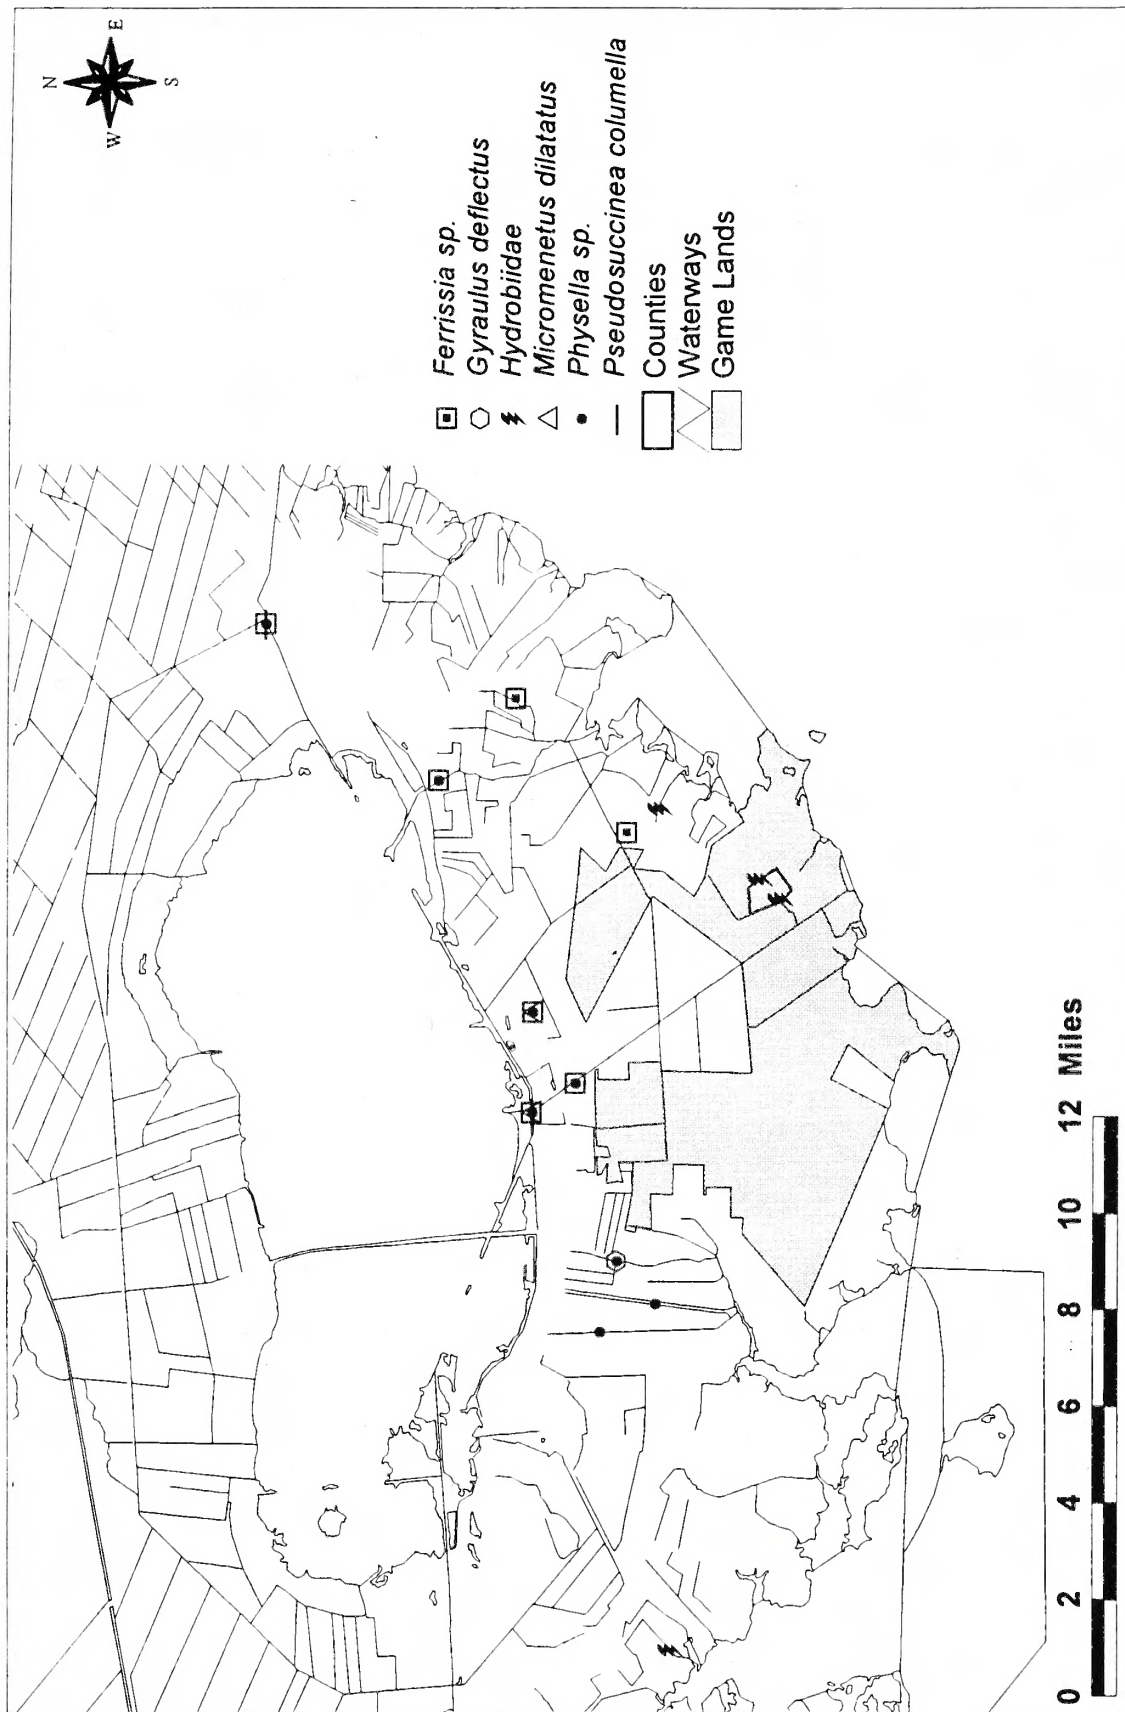 N
E
S
W
Ferrissia sp.
Gyraulus deflectus
Hydrobiidae
Micromenetus dilatatus
Physella sp.
Pseudosuccinea columella
Counties
Waterways
Game Lands
0 2 4 6 8 10 12 Miles